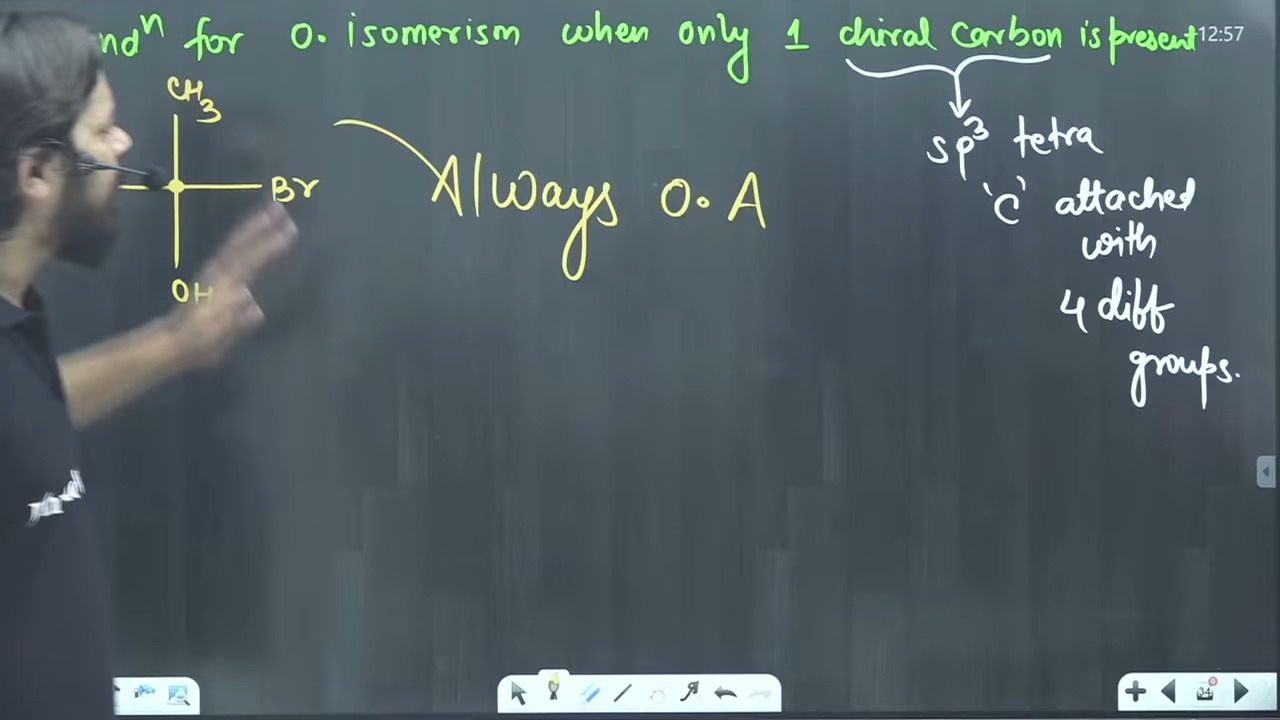 ndⁿ for O. isomerism when only 1 chiral carbon is present
12:57
CH₃
Br
OH
Always O.A
sp³ tetra
'C' attached
with
4 diff
groups.
34